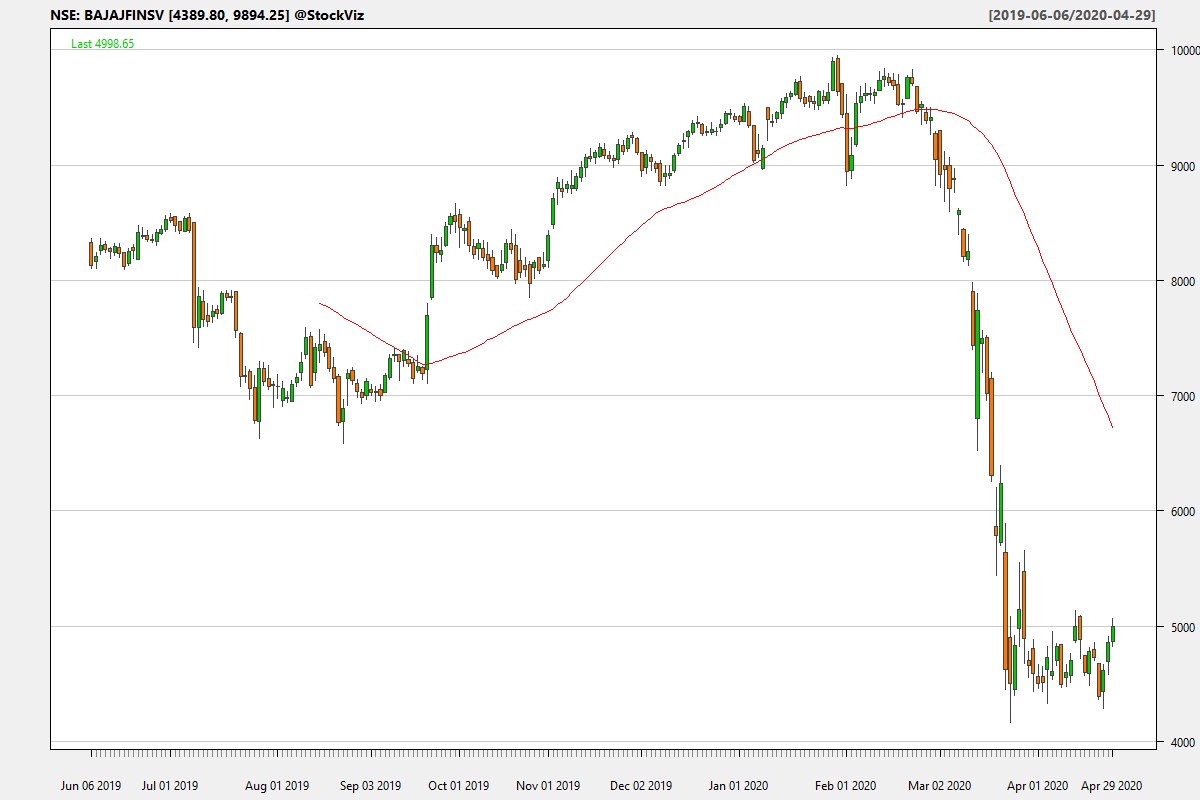 NSE: BAJAJFINSV [4389.80, 9894.25] @StockViz
[2019-06-06/2020-04-29]
Last 4998.65
10000
9000
8000
7000
6000
5000
4000
Jun 06 2019 Jul 01 2019 Aug 01 2019 Sep 03 2019 Oct 01 2019 Nov 01 2019 Dec 02 2019 Jan 01 2020 Feb 01 2020 Mar 02 2020 Apr 01 2020 Apr 29 2020